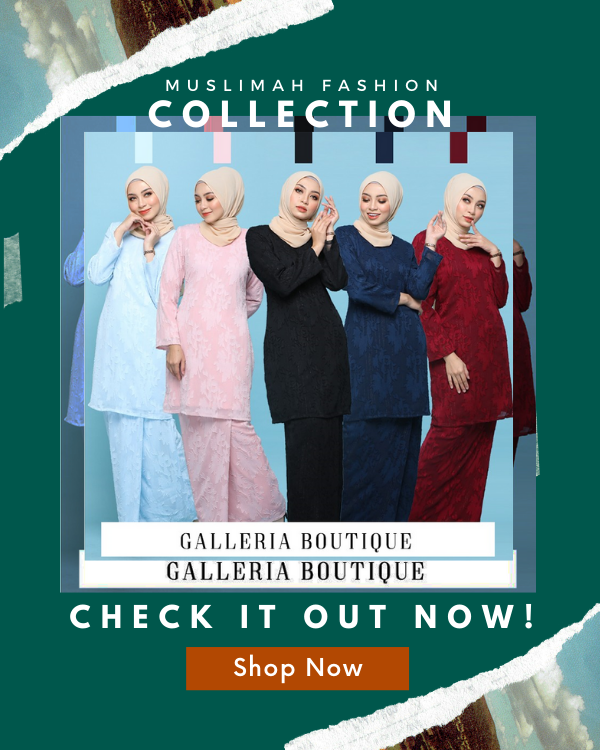 MUSLIMAH FASHION
COLLECTION
GALLERIA BOUTIQUE
GALLERIA BOUTIQUE
CHECK IT OUT NOW!
Shop Now